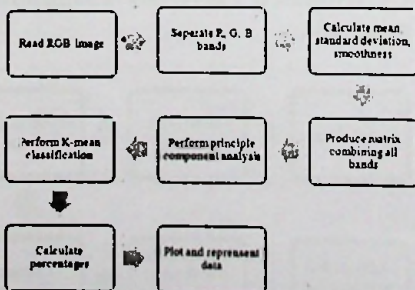 Read RGB Image
Seperate R, G, B
bands
Calculate mean,
standard deviation,
smoothness
Produce matrix
combining all
bands
Perform principle
component analysis
Perform K-mean
classification
Calculate
percentages
Plot and represent
data